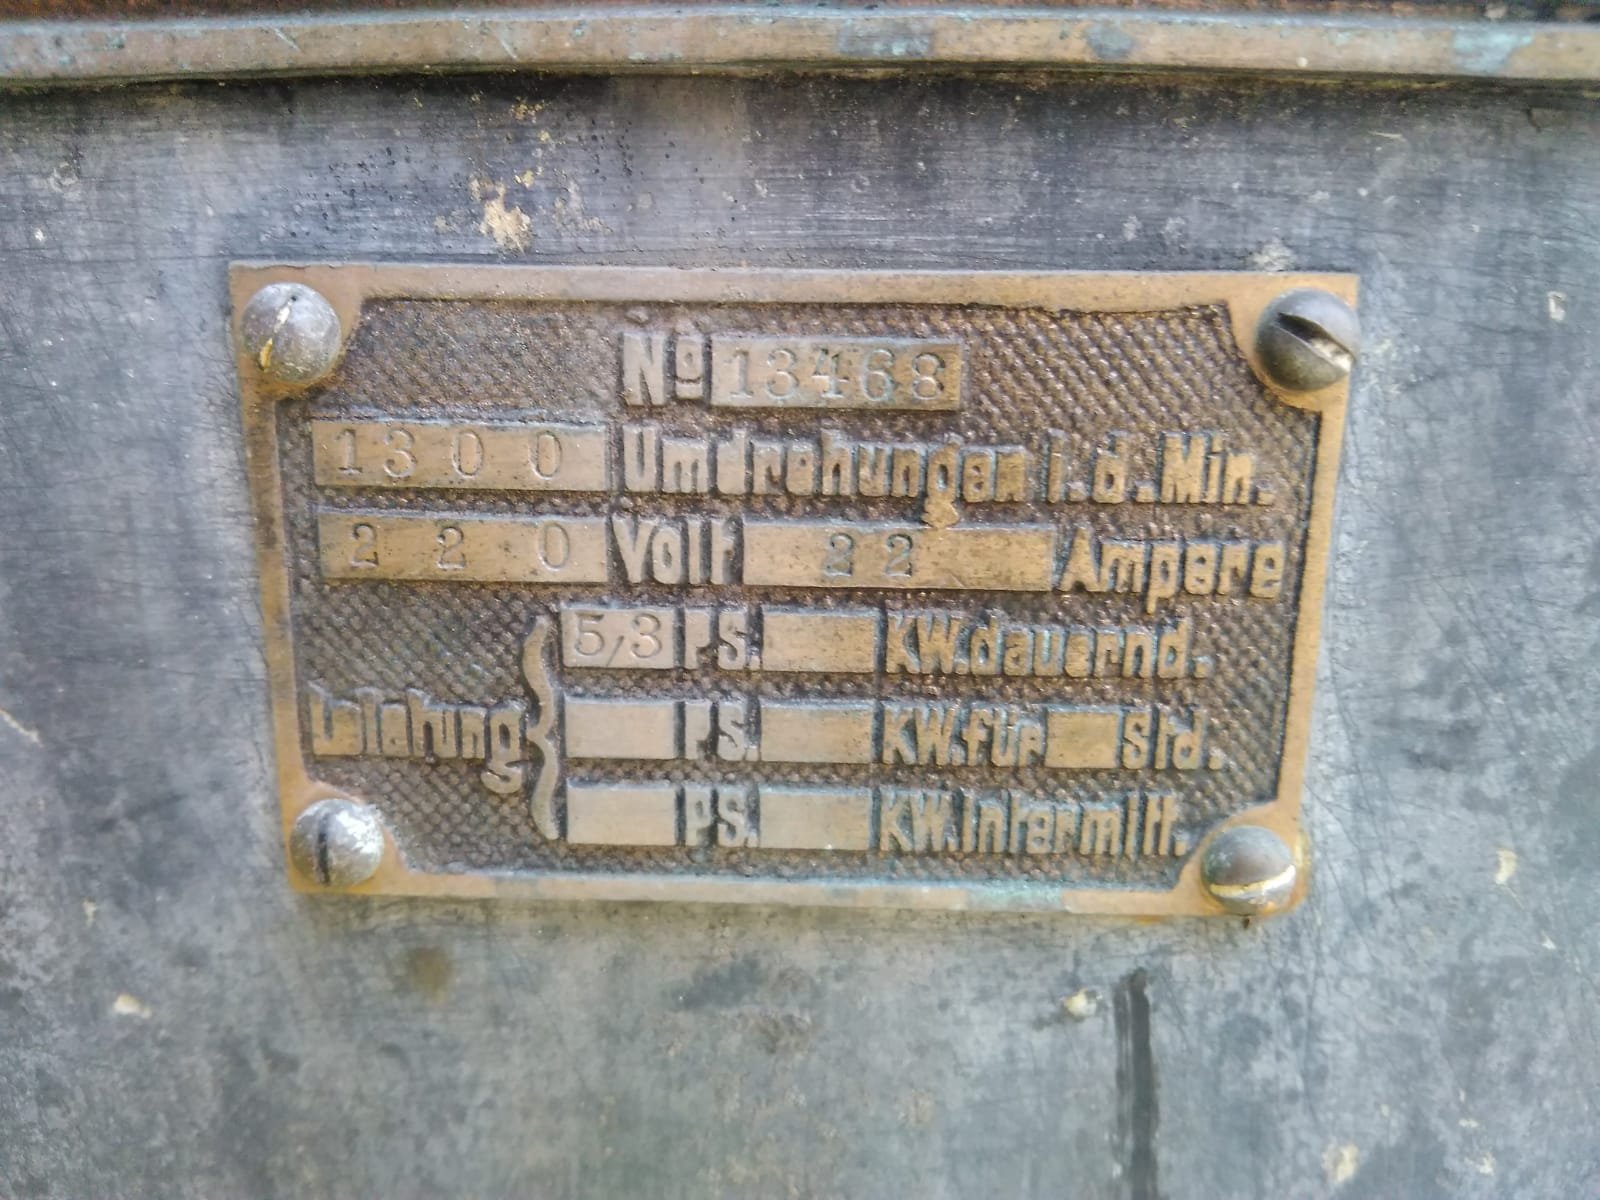 No 13468
1300 Umdrehungen i.d.Min.
220 Volt 22 Ampere
5,3 PS. KW.dauernd.
Leistung PS. KW.für Std.
PS. KW.intermitt.